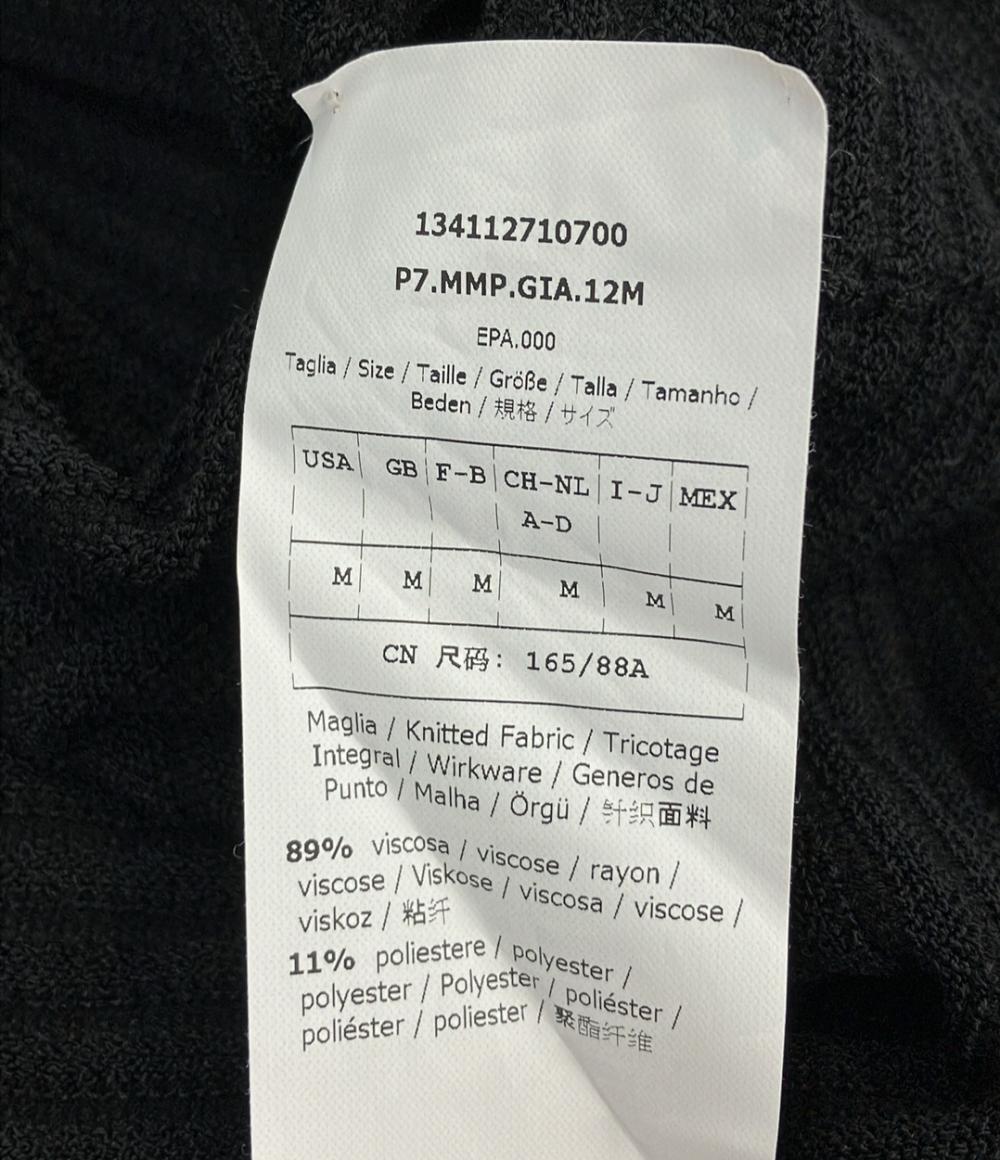 134112710700
P7.MMP.GIA.12M
EPA.000
Taglia / Size / Taille / Größe / Talla / Tamanho /
Beden / 規格 / サイズ
USA GB F-B CH-NL I-J MEX
A-D
M M M M M M
CN 尺码: 165/88A
Maglia / Knitted Fabric / Tricotage
Integral / Wirkware / Generos de
Punto / Malha / Örgü / 针织面料
89% viscosa / viscose / rayon /
viscose / Viskose / viscosa / viscose /
viskoz / 粘纤
11% poliestere / polyester /
polyester / Polyester / poliéster /
poliéster / poliester / 聚酯纤维